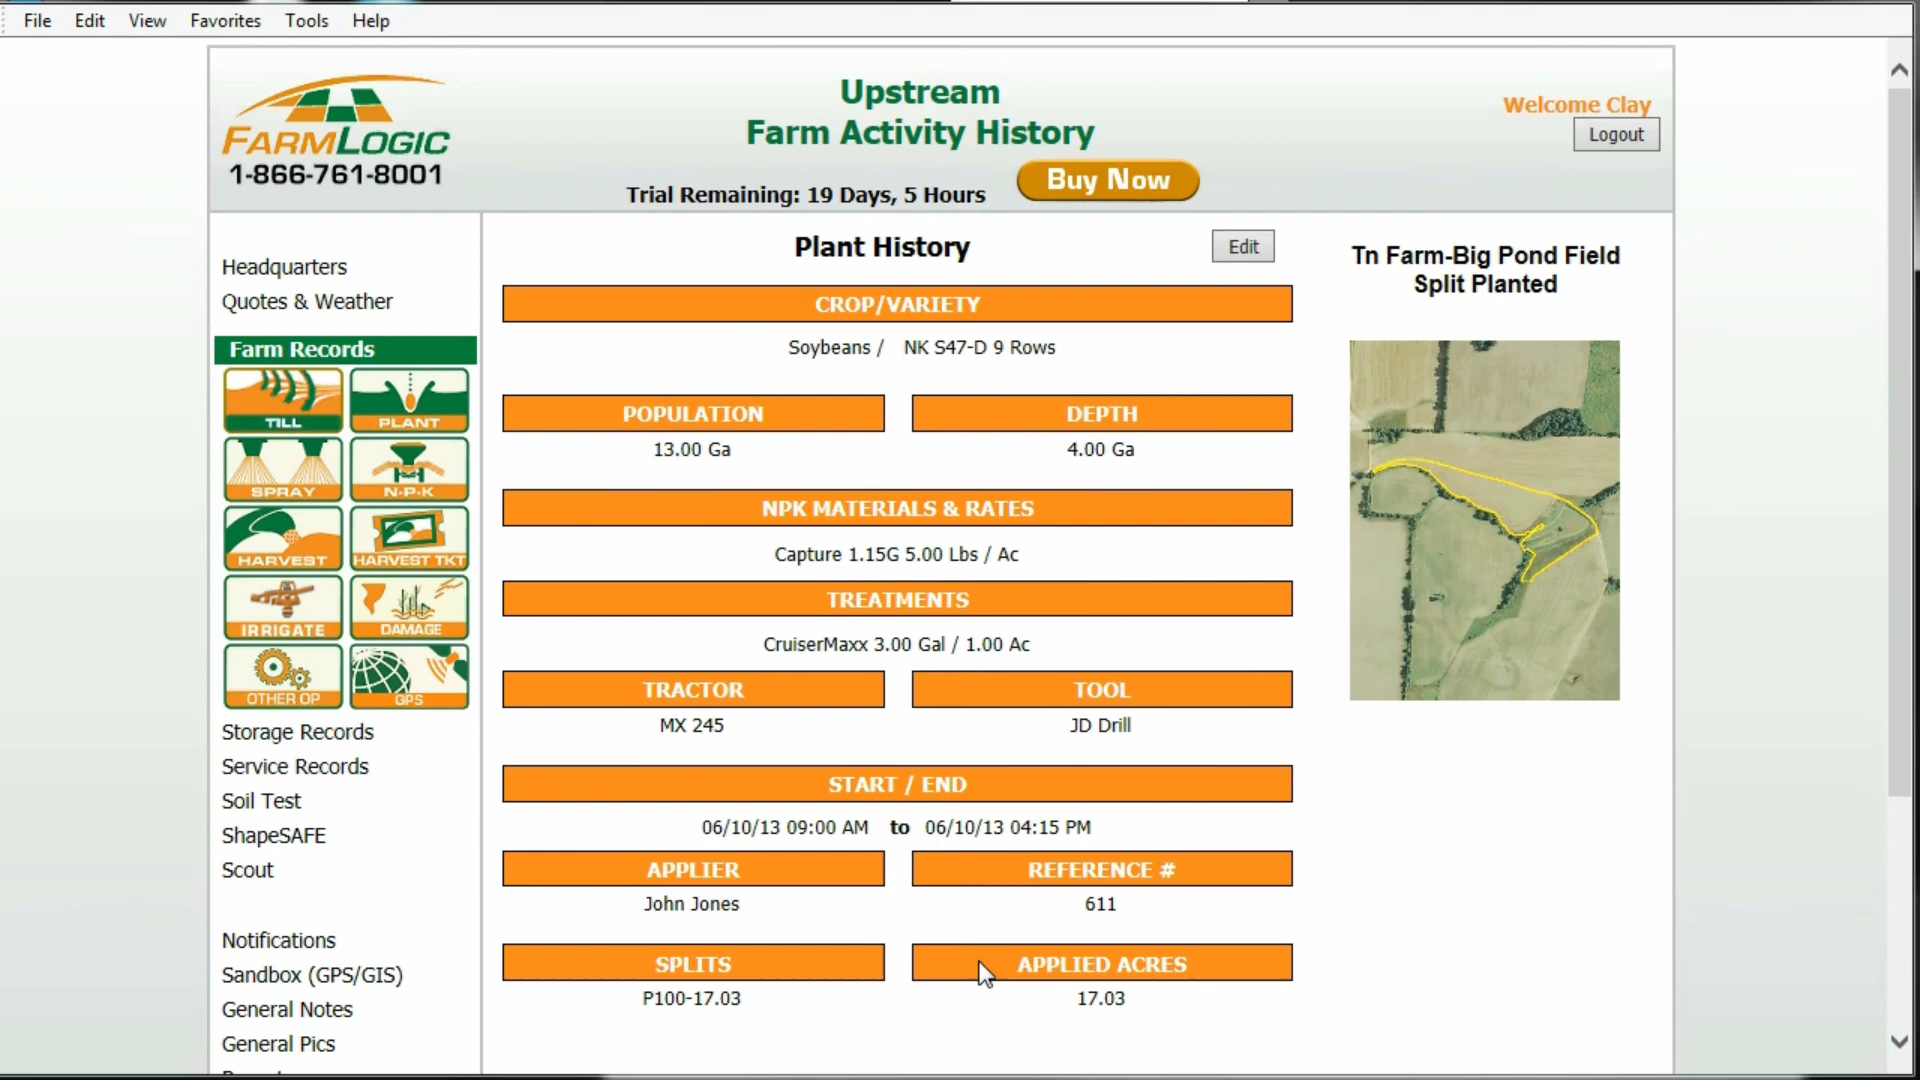 File Edit View Favorites Tools Help
FARMLOGIC
1-866-761-8001
Upstream
Farm Activity History
Trial Remaining: 19 Days, 5 Hours
Buy Now
Welcome Clay
Logout
Headquarters
Quotes & Weather
Farm Records
TILL
PLANT
SPRAY
N-P-K
HARVEST
HARVEST TKT
IRRIGATE
DAMAGE
OTHER OP
GPS
Storage Records
Service Records
Soil Test
ShapeSAFE
Scout
Notifications
Sandbox (GPS/GIS)
General Notes
General Pics
Plant History
Edit
CROP/VARIETY
Soybeans / NK S47-D 9 Rows
POPULATION
DEPTH
13.00 Ga
4.00 Ga
NPK MATERIALS & RATES
Capture 1.15G 5.00 Lbs / Ac
TREATMENTS
CruiserMaxx 3.00 Gal / 1.00 Ac
TRACTOR
TOOL
MX 245
JD Drill
START / END
06/10/13 09:00 AM to 06/10/13 04:15 PM
APPLIER
REFERENCE #
John Jones
611
SPLITS
APPLIED ACRES
P100-17.03
17.03
Tn Farm-Big Pond Field
Split Planted